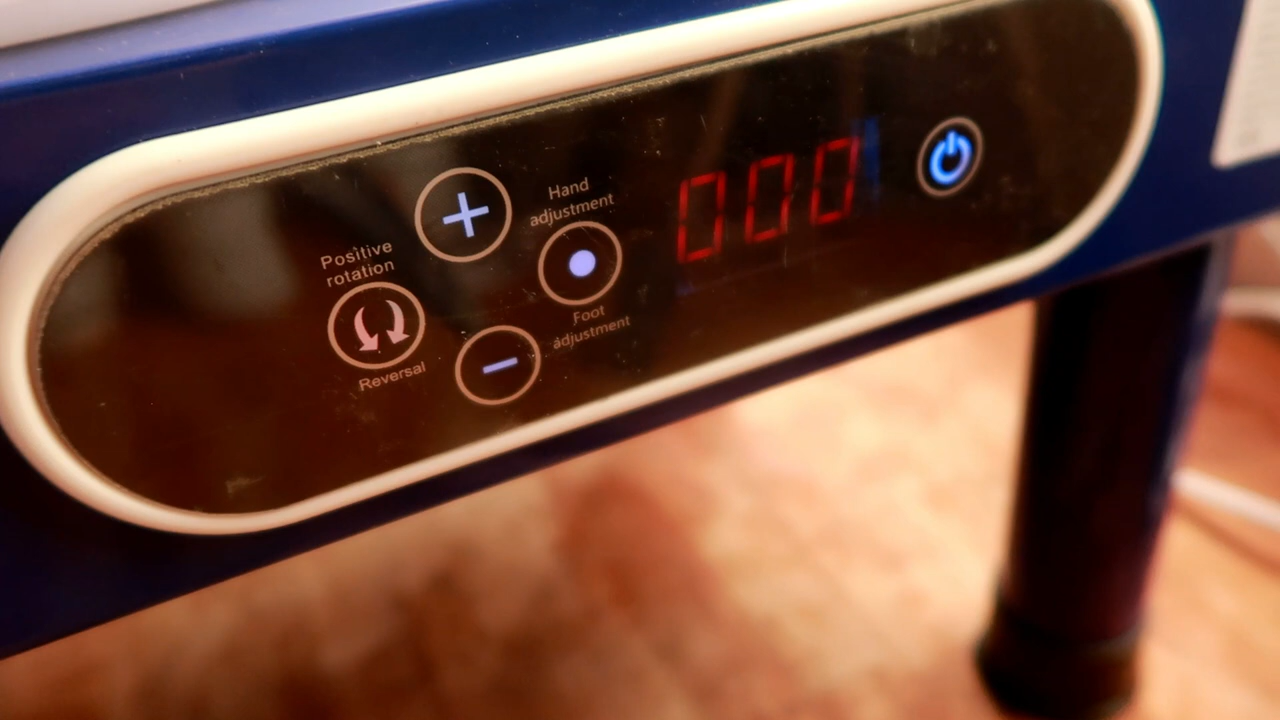 Positive
rotation
Reversal
+
−
Hand
adjustment
Foot
adjustment
000